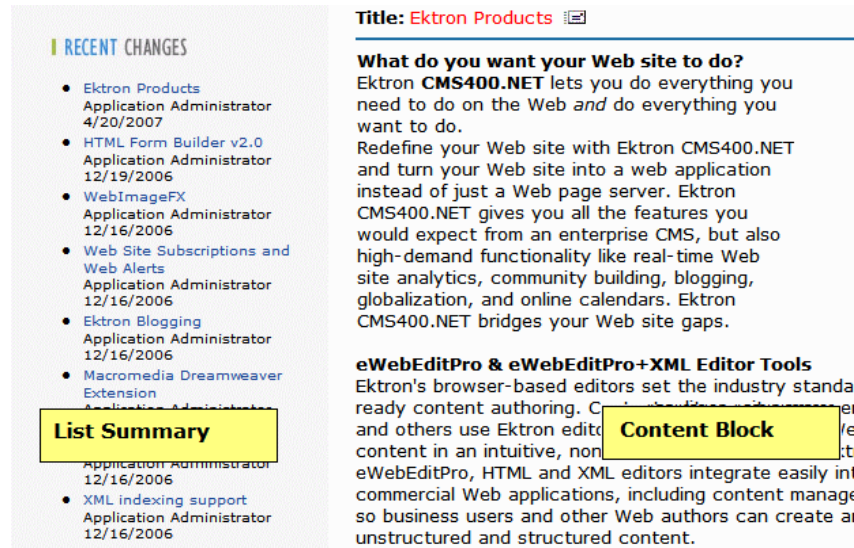 RECENT CHANGES
Ektron Products
Application Administrator
4/20/2007
HTML Form Builder v2.0
Application Administrator
12/19/2006
WebImageFX
Application Administrator
12/16/2006
Web Site Subscriptions and
Web Alerts
Application Administrator
12/16/2006
Ektron Blogging
Application Administrator
12/16/2006
Macromedia Dreamweaver
Extension
List Summary
Application Administrator
12/16/2006
XML indexing support
Application Administrator
12/16/2006
Title: Ektron Products
What do you want your Web site to do?
Ektron CMS400.NET lets you do everything you
need to do on the Web and do everything you
want to do.
Redefine your Web site with Ektron CMS400.NET
and turn your Web site into a web application
instead of just a Web page server. Ektron
CMS400.NET gives you all the features you
would expect from an enterprise CMS, but also
high-demand functionality like real-time Web
site analytics, community building, blogging,
globalization, and online calendars. Ektron
CMS400.NET bridges your Web site gaps.
eWebEditPro & eWebEditPro+XML Editor Tools
Ektron's browser-based editors set the industry standa
ready content authoring.
and others use Ektron edito
content in an intuitive, non
Content Block
eWebEditPro, HTML and XML editors integrate easily int
commercial Web applications, including content manage
so business users and other Web authors can create a
unstructured and structured content.